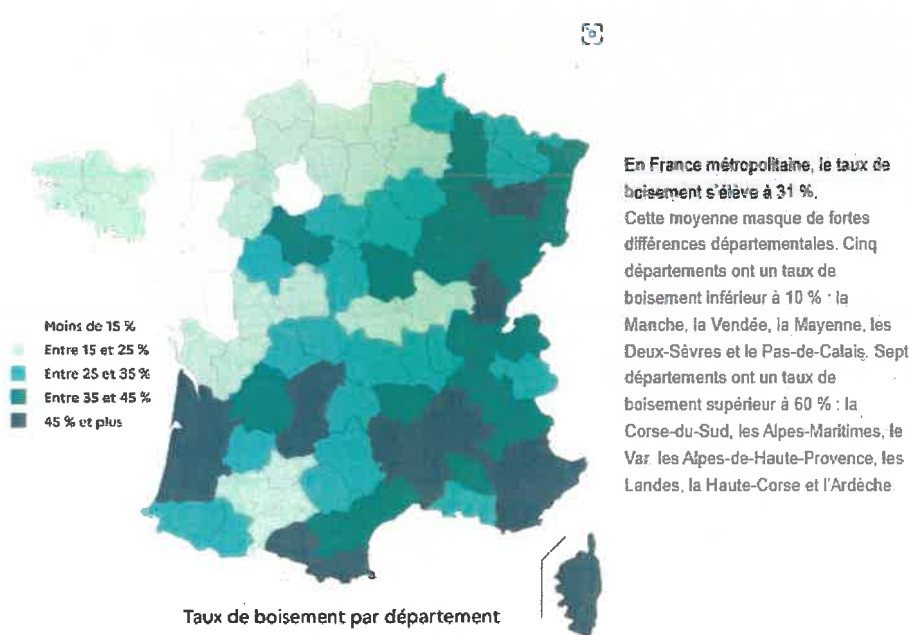 En France métropolitaine, le taux de
boisement s'élève à 31 %.
Cette moyenne masque de fortes
différences départementales. Cinq
départements ont un taux de
boisement inférieur à 10 % : la
Manche, la Vendée, la Mayenne, les
Deux-Sèvres et le Pas-de-Calais. Sept
départements ont un taux de
boisement supérieur à 60 % : la
Corse-du-Sud, les Alpes-Maritimes, le
Var, les Alpes-de-Haute-Provence, les
Landes, la Haute-Corse et l'Ardèche.
Moins de 15 %
Entre 15 et 25 %
Entre 25 et 35 %
Entre 35 et 45 %
45 % et plus
Taux de boisement par département